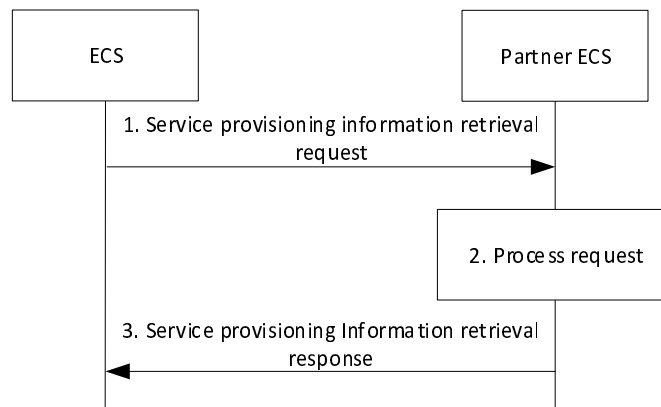 ECS
Partner ECS
1. Service provisioning information retrieval
request
2. Process request
3. Service provisioning Information retrieval
response